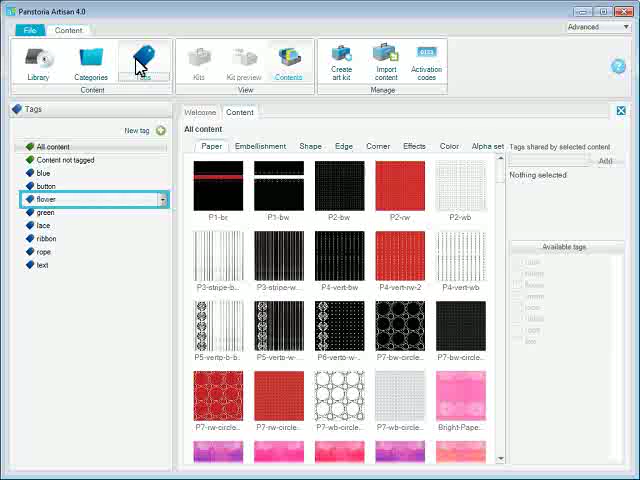 Panstoria Artisan 4.0
File Content
Advanced
Library Categories Kits Kit preview Contents Create art kit Import content Activation codes
Content View Manage
Tags
New tag
All content
Content not tagged
blue
button
flower
green
lace
ribbon
rope
text
Welcome Content
All content
Paper Embellishment Shape Edge Corner Effects Color Alpha set
P1-br P1-bw P2-bw P2-rw P2-wb
P3-stripe-b... P3-stripe-w... P4-vert-bw P4-vert-rw-2 P4-vert-wb
P5-vertp-b-b... P5-vertp-w-... P6-verto-w-... P7-bw-circle... P7-bw-circle...
P7-rw-circle... P7-rw-circle... P7-wb-circle... P7-wb-circle... Bright-Pape...
Tags shared by selected content
Add
Nothing selected
Available tags